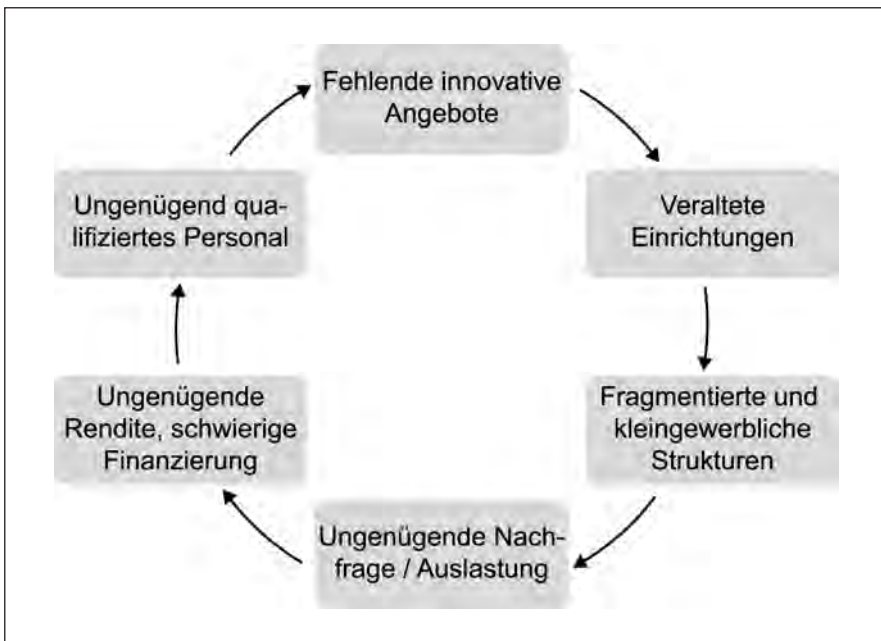 Fehlende innovative
Angebote
Veraltete
Einrichtungen
Fragmentierte und
kleingewerbliche
Strukturen
Ungenügende Nach-
frage / Auslastung
Ungenügende
Rendite, schwierige
Finanzierung
Ungenügend qua-
lifiziertes Personal